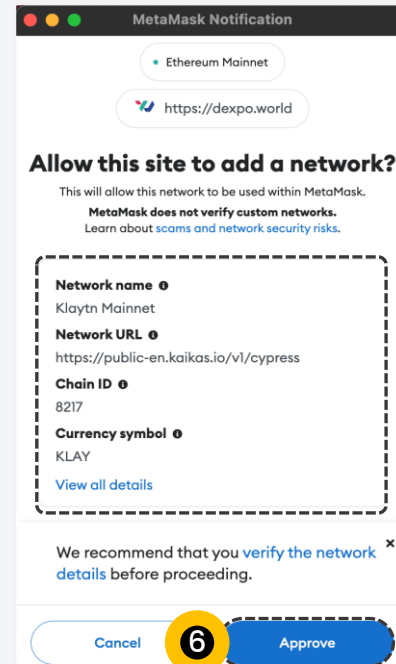 MetaMask Notification
Ethereum Mainnet
https://dexpo.world
Allow this site to add a network?
This will allow this network to be used within MetaMask.
MetaMask does not verify custom networks.
Learn about scams and network security risks.
Network name
Klaytn Mainnet
Network URL
https://public-en.kaikas.io/v1/cypress
Chain ID
8217
Currency symbol
KLAY
View all details
We recommend that you verify the network
details before proceeding.
Cancel
6
Approve